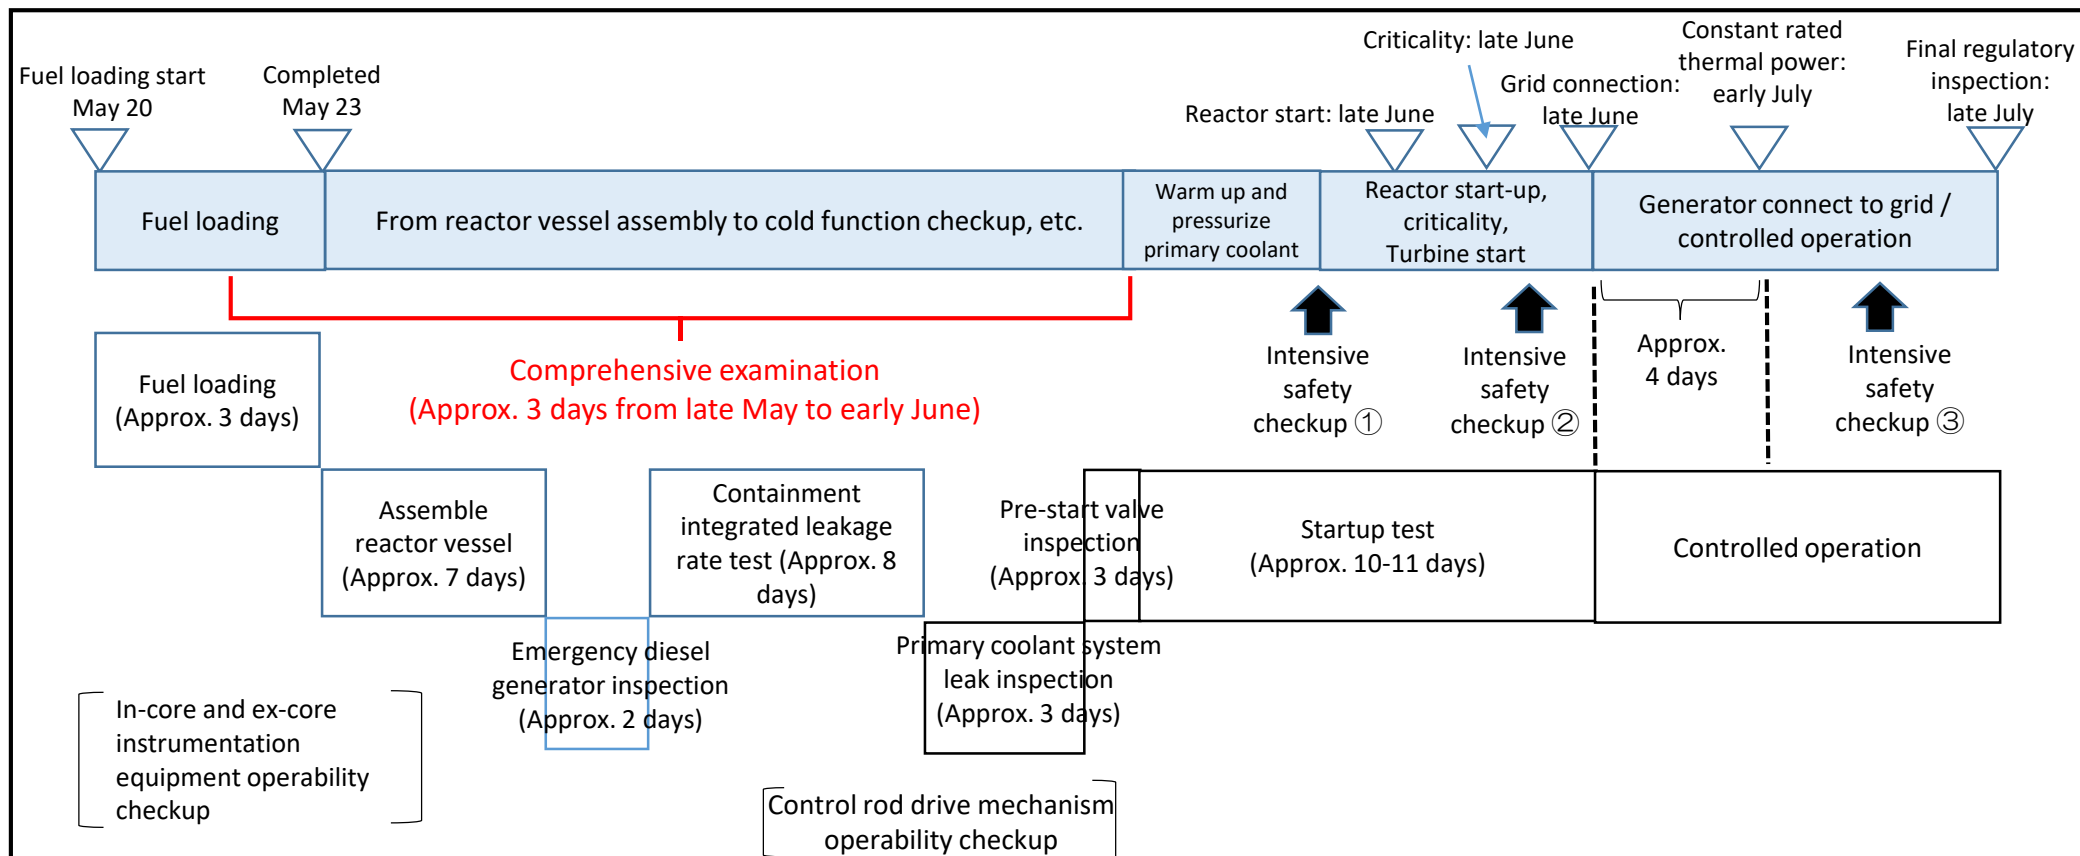 Fuel loading start
May 20
Completed
May 23
Reactor start: late June
Criticality: late June
Grid connection:
late June
Constant rated
thermal power:
early July
Final regulatory
inspection:
late July
Fuel loading
From reactor vessel assembly to cold function checkup, etc.
Warm up and
pressurize
primary coolant
Reactor start-up,
criticality,
Turbine start
Generator connect to grid /
controlled operation
Comprehensive examination
(Approx. 3 days from late May to early June)
Intensive
safety
checkup ①
Intensive
safety
checkup ②
Approx.
4 days
Intensive
safety
checkup ③
Fuel loading
(Approx. 3 days)
Assemble
reactor vessel
(Approx. 7 days)
Containment
integrated leakage
rate test (Approx. 8
days)
Pre-start valve
inspection
(Approx. 3 days)
Startup test
(Approx. 10-11 days)
Controlled operation
Emergency diesel
generator inspection
(Approx. 2 days)
Primary coolant system
leak inspection
(Approx. 3 days)
In-core and ex-core
instrumentation
equipment operability
checkup
Control rod drive mechanism
operability checkup